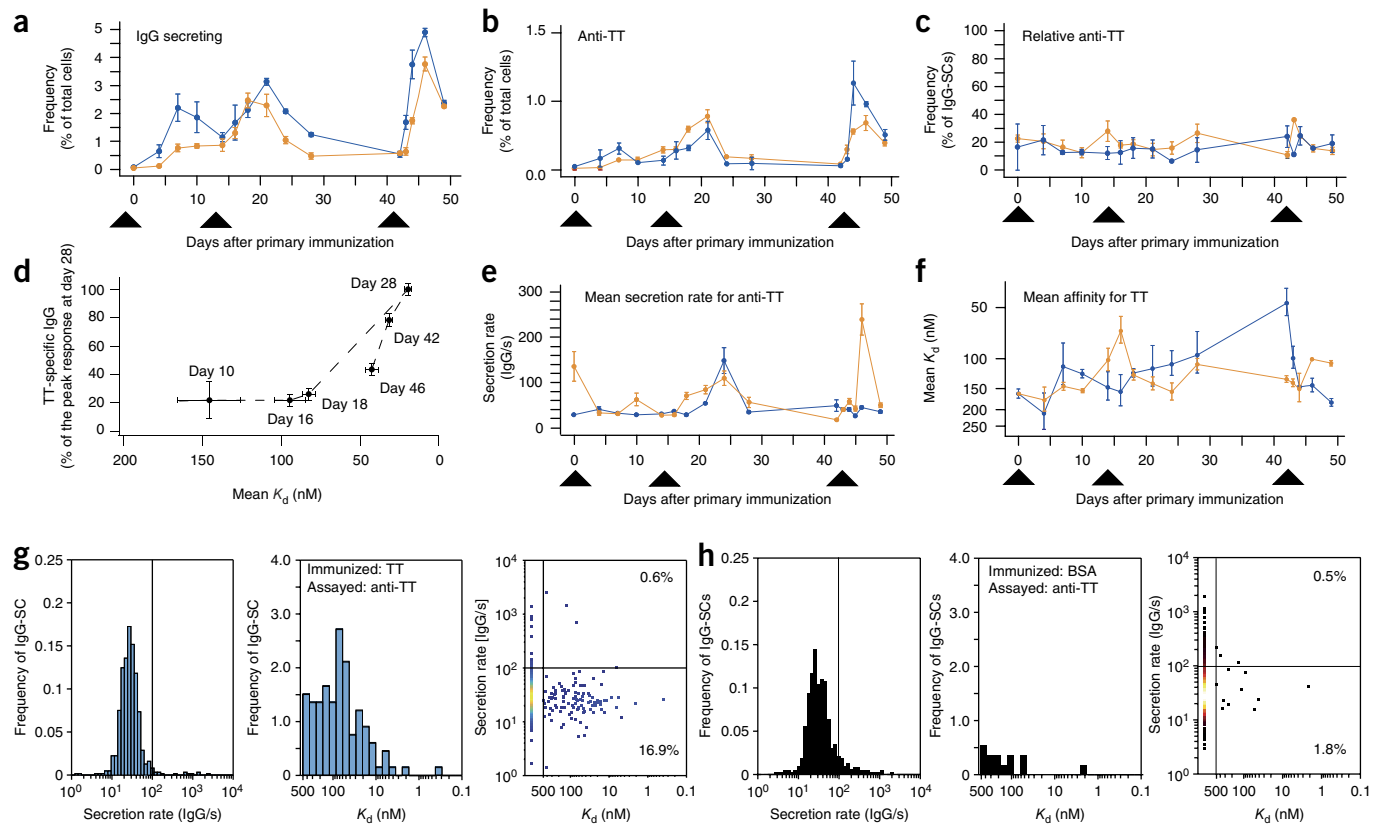 a
IgG secreting
Frequency
(% of total cells)
5
4
3
2
1
0
0 10 20 30 40 50
Days after primary immunization
b
Anti-TT
Frequency
(% of total cells)
1.5
1.0
0.0
0 10 20 30 40 50
Days after primary immunization
c
Relative anti-TT
Frequency
(% of IgG-SCs)
100
80
60
40
20
0
0 10 20 30 40 50
Days after primary immunization
d
TT-specific IgG
(% of the peak response at day 28)
100
80
60
40
20
0
Day 28
Day 42
Day 10
Day 46
Day 18
Day 16
200 150 100 50 0
Mean Kd (nM)
e
Mean secretion rate for anti-TT
Secretion rate
(IgG/s)
300
200
100
0
0 10 20 30 40 50
Days after primary immunization
f
Mean affinity for TT
Mean Kd (nM)
50
100
150
200
250
0 10 20 30 40 50
Days after primary immunization
g
Frequency of IgG-SC
0.25
0.20
0.15
0.1
0.05
0
10⁰ 10¹ 10² 10³ 10⁴
Secretion rate (IgG/s)
Frequency of IgG-SC
4.0
3.0
2.0
1.0
0
Immunized: TT
Assayed: anti-TT
500 100 10 1 0.1
Kd (nM)
Secretion rate [IgG/s]
10⁴
10³
10²
10¹
10⁰
0.6%
16.9%
500 100 10 1 0.1
Kd (nM)
h
Frequency of IgG-SCs
0.25
0.20
0.15
0.1
0.05
0
10⁰ 10¹ 10² 10³ 10⁴
Secretion rate (IgG/s)
Frequency of IgG-SCs
4.0
3.0
2.0
1.0
0
Immunized: BSA
Assayed: anti-TT
500 100 10 1 0.1
Kd (nM)
Secretion rate (IgG/s)
10⁴
10³
10²
10¹
10⁰
0.5%
1.8%
500 100 10 1 0.1
Kd (nM)